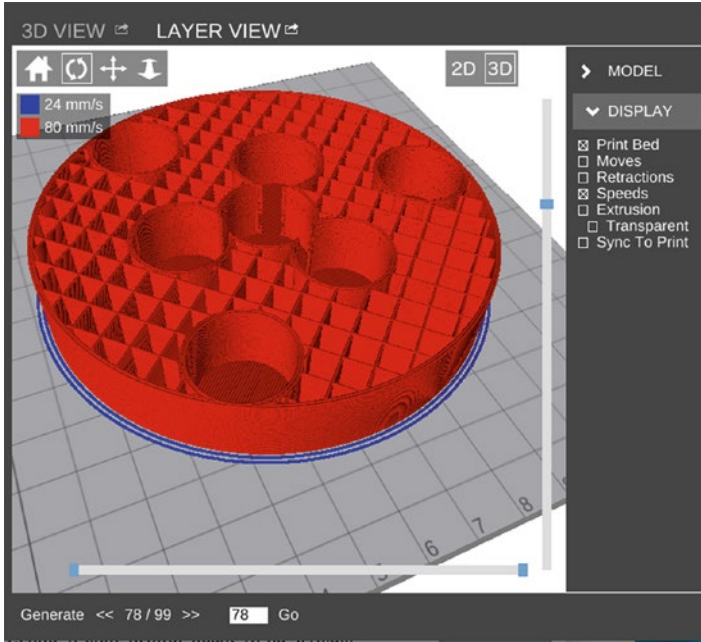 3D VIEW LAYER VIEW
2D 3D
24 mm/s
80 mm/s
MODEL
DISPLAY
Print Bed
Moves
Retractions
Speeds
Extrusion
Transparent
Sync To Print
8
7
6
5
Generate << 78 / 99 >> 78 Go